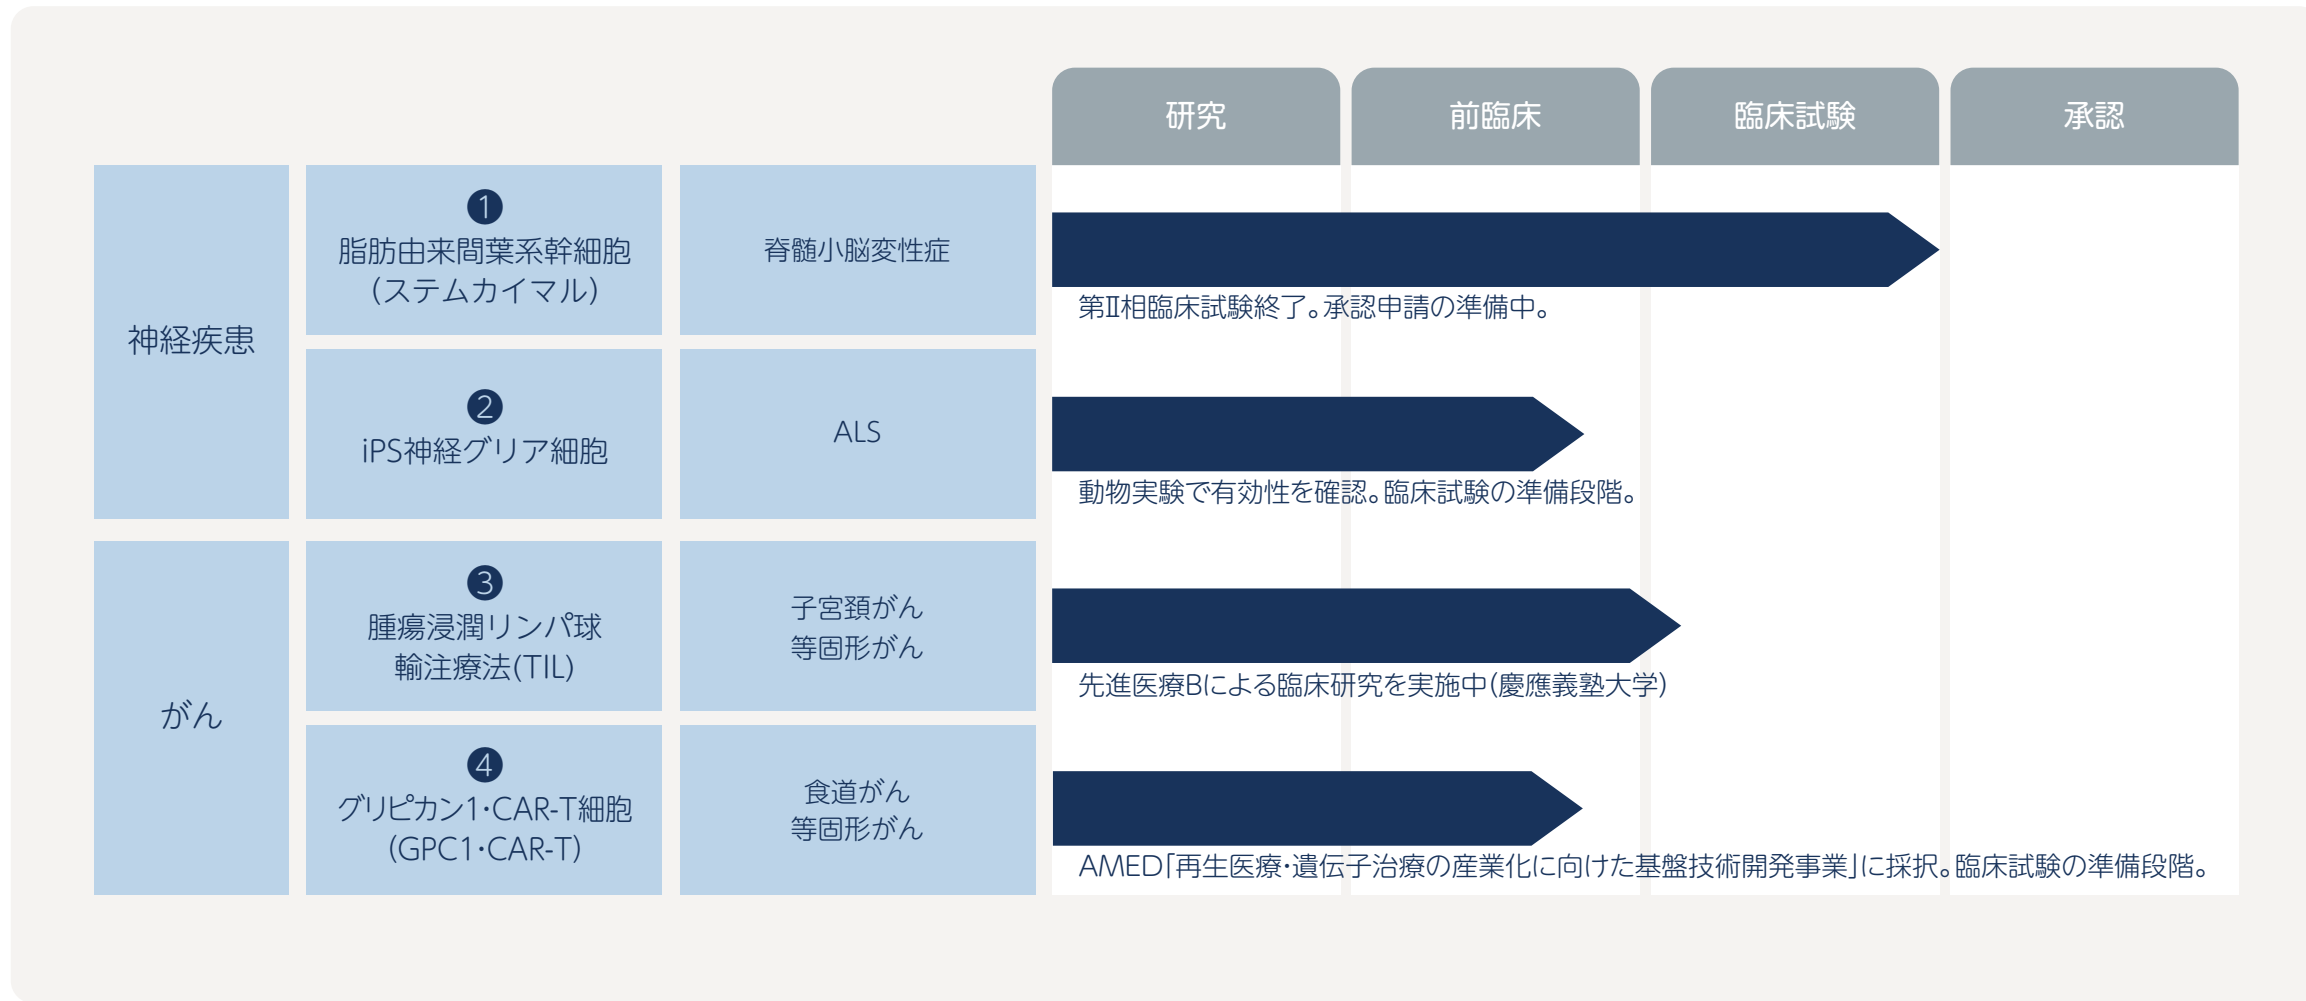 研究
前臨床
臨床試験
承認
神経疾患
❶
脂肪由来間葉系幹細胞
(ステムカイマル)
脊髄小脳変性症
第Ⅱ相臨床試験終了。承認申請の準備中。
❷
iPS神経グリア細胞
ALS
動物実験で有効性を確認。臨床試験の準備段階。
がん
❸
腫瘍浸潤リンパ球
輸注療法(TIL)
子宮頚がん
等固形がん
先進医療Bによる臨床研究を実施中(慶應義塾大学)
❹
グリピカン1・CAR-T細胞
(GPC1・CAR-T)
食道がん
等固形がん
AMED「再生医療・遺伝子治療の産業化に向けた基盤技術開発事業」に採択。臨床試験の準備段階。